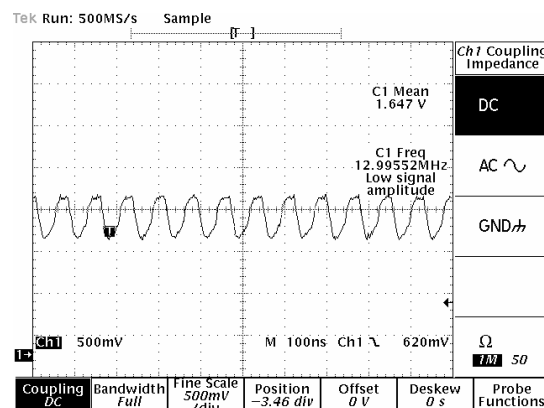 Tek Run: 500MS/s Sample
[T ]
Ch1 Coupling
Impedance
C1 Mean
1.647 V
DC
C1 Freq
12.99552MHz
Low signal
amplitude
AC
GND
T
Ch1 500mV M 100ns Ch1 620mV
1
Ω
1M 50
Coupling
DC
Bandwidth
Full
Fine Scale
500mV
/div
Position
−3.46 div
Offset
0 V
Deskew
0 s
Probe
Functions